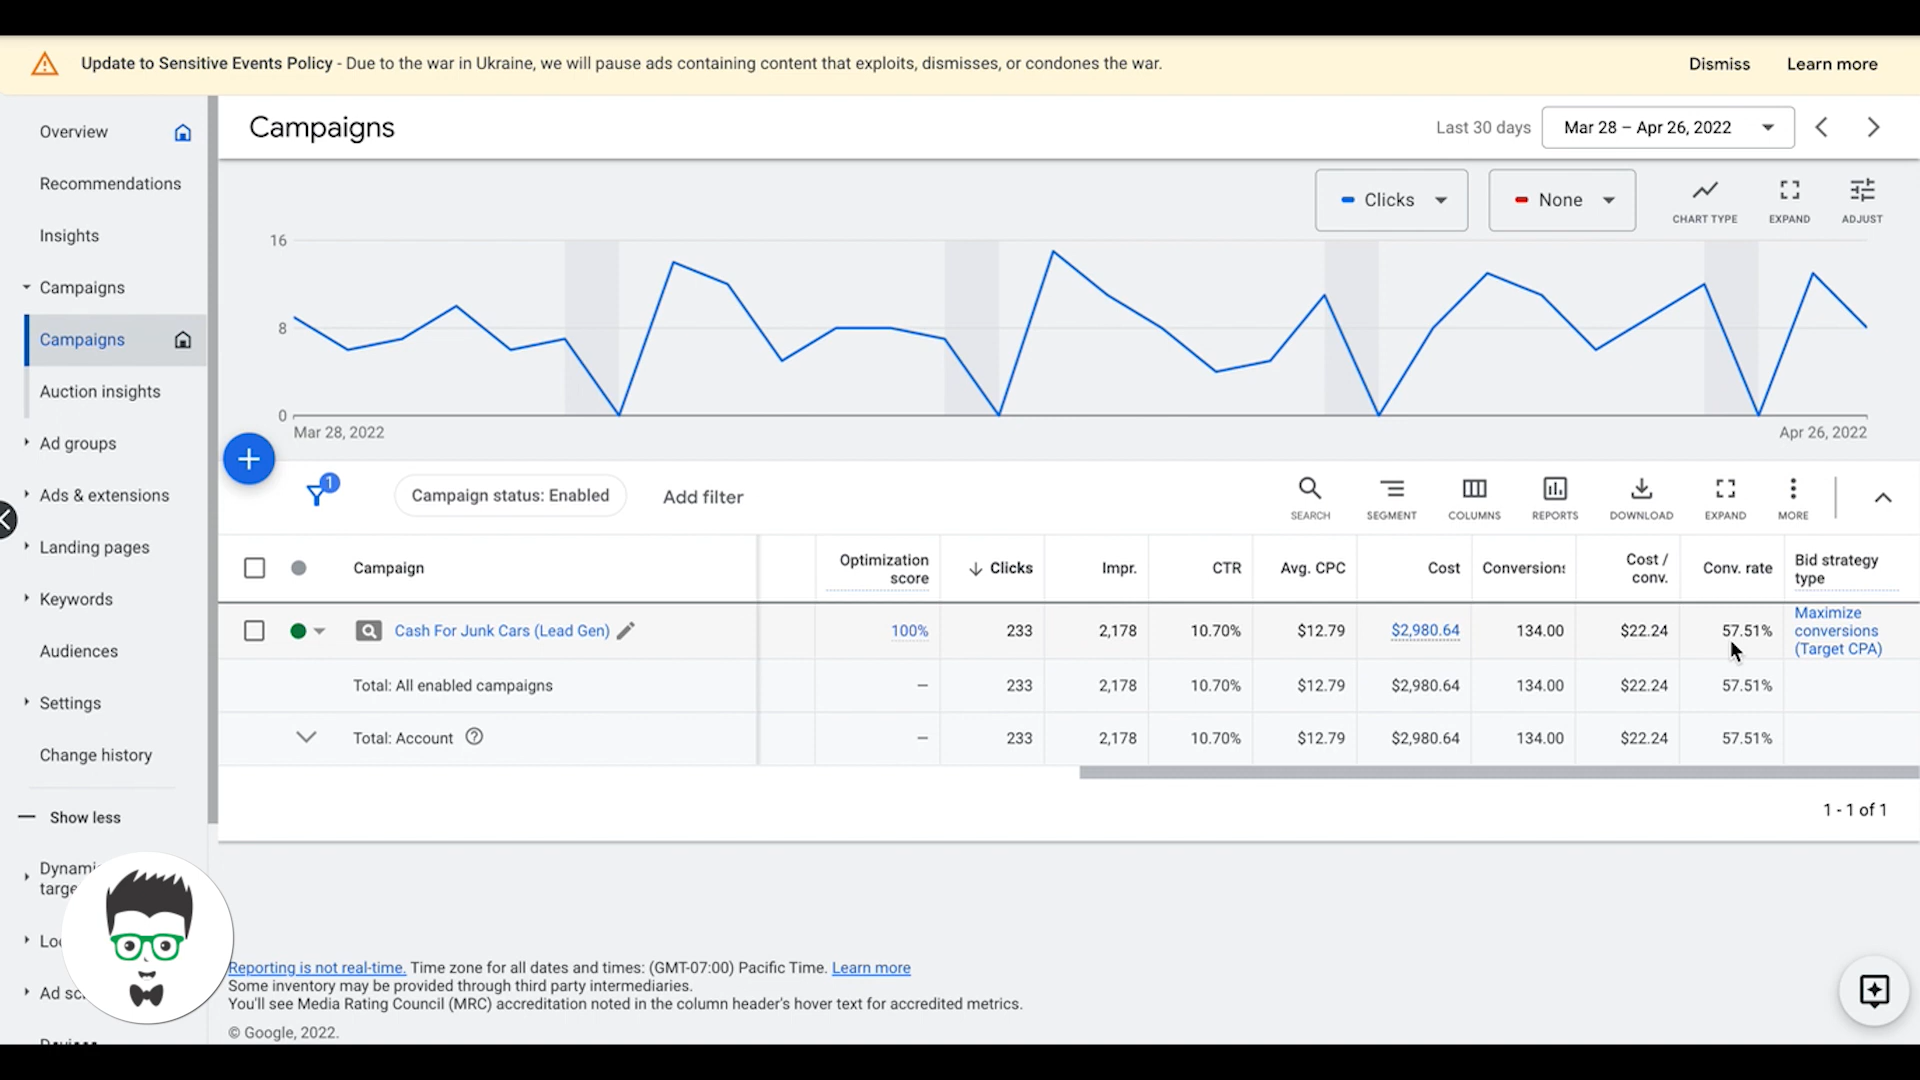 Update to Sensitive Events Policy - Due to the war in Ukraine, we will pause ads containing content that exploits, dismisses, or condones the war.
Dismiss
Learn more
Overview
Recommendations
Insights
Campaigns
Campaigns
Auction insights
Ad groups
Ads & extensions
Landing pages
Keywords
Audiences
Settings
Change history
Show less
Campaigns
Last 30 days
Mar 28 – Apr 26, 2022
Clicks
None
CHART TYPE
EXPAND
ADJUST
16
8
0
Mar 28, 2022
Apr 26, 2022
1
Campaign status: Enabled
Add filter
SEARCH
SEGMENT
COLUMNS
REPORTS
DOWNLOAD
EXPAND
MORE
Campaign
Optimization
score
Clicks
Impr.
CTR
Avg. CPC
Cost
Conversions
Cost /
conv.
Conv. rate
Bid strategy
type
Cash For Junk Cars (Lead Gen)
100%
233
2,178
10.70%
$12.79
$2,980.64
134.00
$22.24
57.51%
Maximize
conversions
(Target CPA)
Total: All enabled campaigns
–
233
2,178
10.70%
$12.79
$2,980.64
134.00
$22.24
57.51%
Total: Account
–
233
2,178
10.70%
$12.79
$2,980.64
134.00
$22.24
57.51%
1 - 1 of 1
Reporting is not real-time. Time zone for all dates and times: (GMT-07:00) Pacific Time. Learn more
Some inventory may be provided through third party intermediaries.
You'll see Media Rating Council (MRC) accreditation noted in the column header's hover text for accredited metrics.
© Google, 2022.